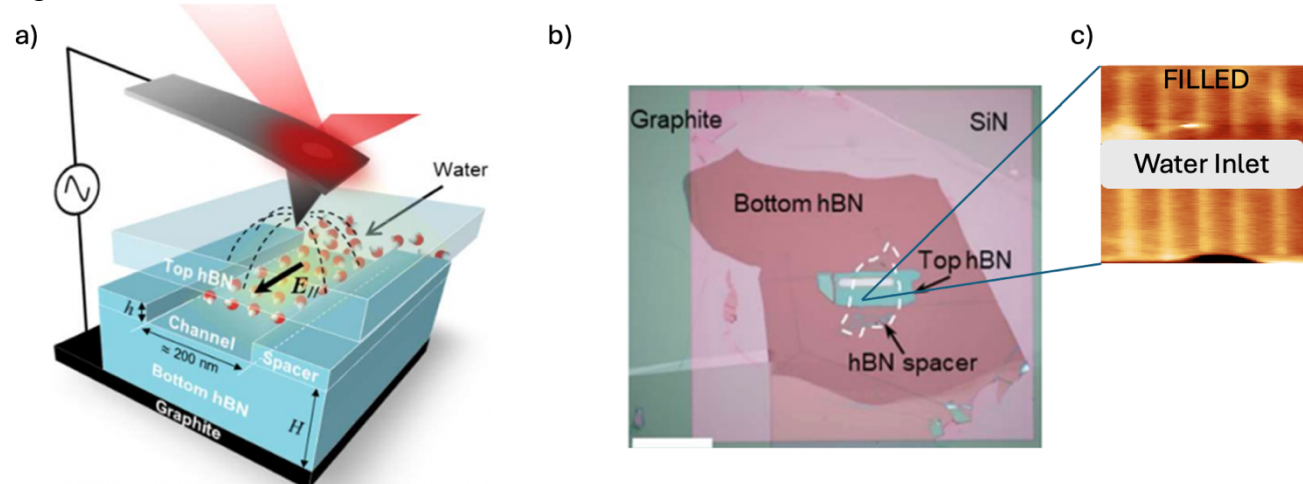 a)
Water
Top hBN
E//
h
Channel
≈ 200 nm
Spacer
Bottom hBN
H
Graphite
b)
Graphite
SiN
Bottom hBN
Top hBN
hBN spacer
c)
FILLED
Water Inlet